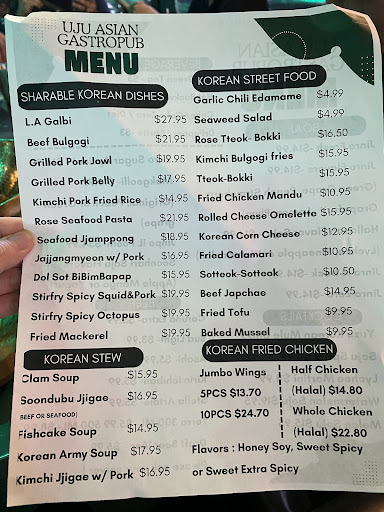 UJU ASIAN
GASTROPUB
MENU
SHARABLE KOREAN DISHES
L.A Galbi $27.95
Beef Bulgogi $21.95
Grilled Pork Jowl $19.95
Grilled Pork Belly $17.95
Kimchi Pork Fried Rice $14.95
Rose Seafood Pasta $21.95
Seafood Jjamppong $18.95
Jajjangmyeon w/ Pork $16.95
Dol Sot BiBimBapap $15.95
Stirfry Spicy Squid&Pork $19.95
Stirfry Spicy Octopus $19.95
Fried Mackerel $19.95
KOREAN STEW
Clam Soup $15.95
Soondubu Jjigae $16.95
BEEF OR SEAFOOD)
Fishcake Soup $14.95
Korean Army Soup $17.95
Kimchi Jjigae w/ Pork $16.95
KOREAN STREET FOOD
Garlic Chili Edamame $4.99
Seaweed Salad $4.99
Rose Tteok- Bokki $16.50
Kimchi Bulgogi fries $15.95
Tteok-Bokki $15.95
Fried Chicken Mandu $10.95
Rolled Cheese Omelette $15.95
Korean Corn Cheese $12.95
Fried Calamari $10.95
Sotteok-Sotteok $10.50
Beef Japchae $14.95
Fried Tofu $9.95
Baked Mussel $9.95
KOREAN FRIED CHICKEN
Jumbo Wings
5PCS $13.70
10PCS $24.70
Half Chicken
(Halal) $14.80
Whole Chicken
(Halal) $22.80
Flavors : Honey Soy, Sweet Spicy
or Sweet Extra Spicy